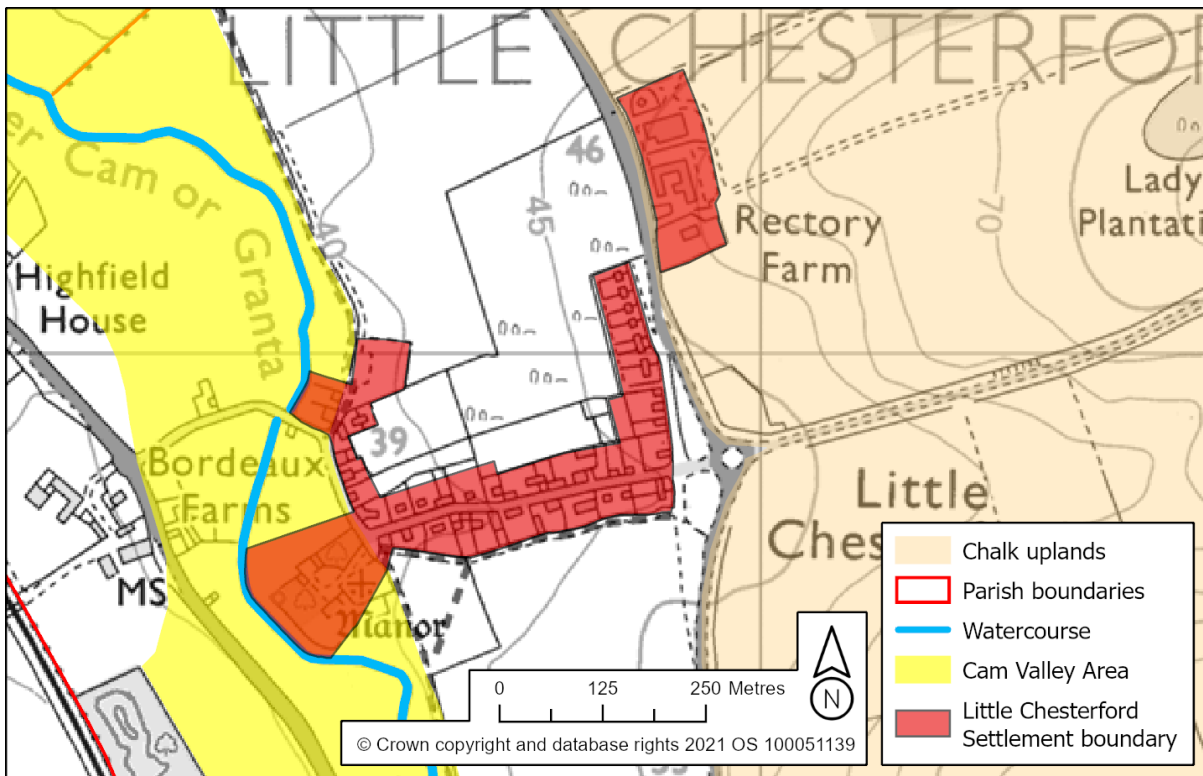 LITTLE CHESTERFO
er Cam or
Granta
Highfield
House
40
46
45
70
Lady
Plantati
Rectory
Farm
39
Bordeaux
Farms
MS
Manor
Little
Ches
Chalk uplands
Parish boundaries
Watercourse
Cam Valley Area
Little Chesterford
Settlement boundary
0 125 250 Metres
N
© Crown copyright and database rights 2021 OS 100051139